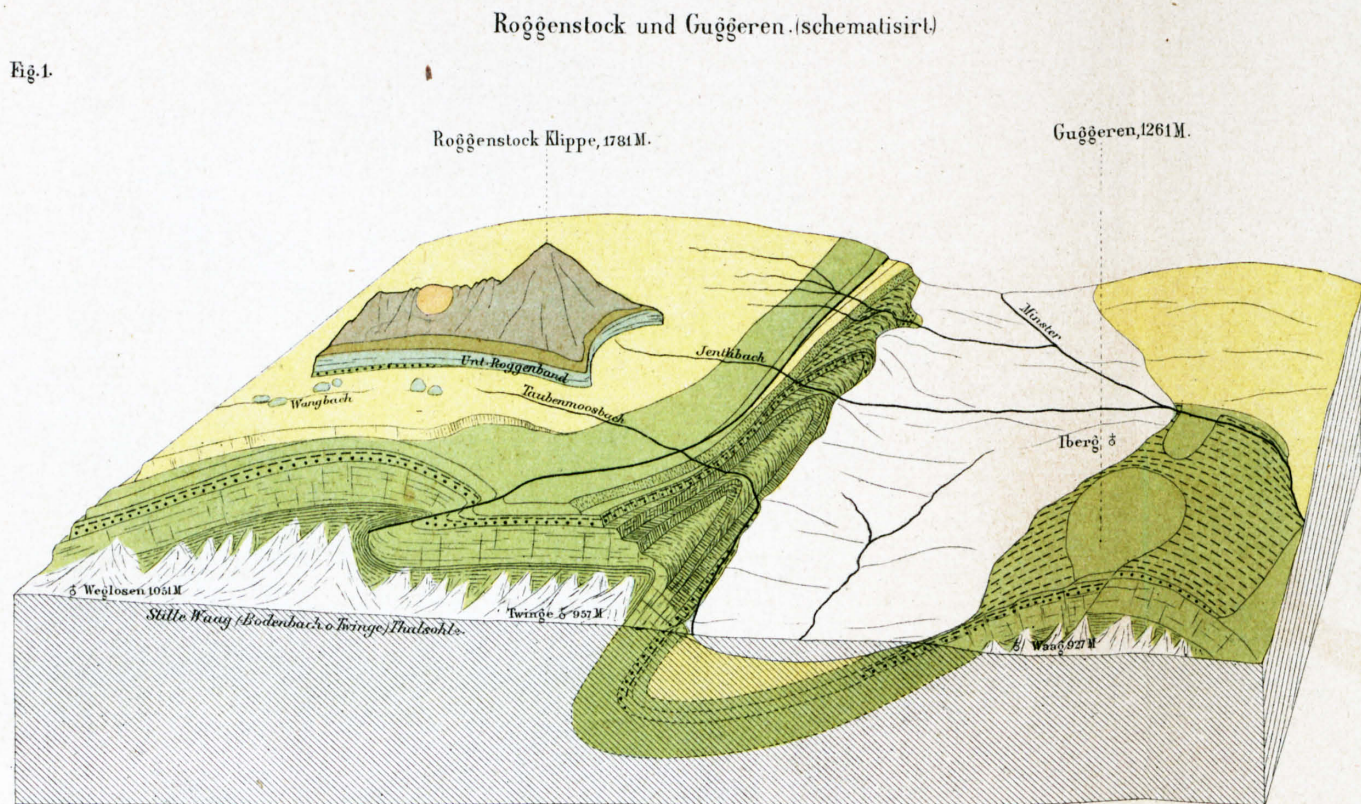 Roggenstock und Guggeren. (schematisirt)
Fig. 1.
Roggenstock Klippe, 1781 M.
Guggeren, 1261 M.
Minster
Jentkbach
Unt. Roggenband
Taubenmoosbach
Wangbach
Iberg
Weglosen 1051 M
Twinge 957 M
Stille Waag (Bodenbach o Twinge) Thalsohle.
Waag 927 M